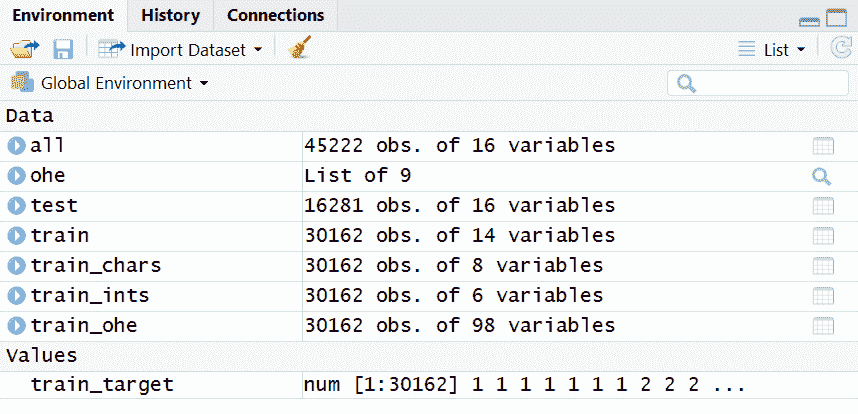 Environment History Connections
Import Dataset List
Global Environment
Data
all 45222 obs. of 16 variables
ohe List of 9
test 16281 obs. of 16 variables
train 30162 obs. of 14 variables
train_chars 30162 obs. of 8 variables
train_ints 30162 obs. of 6 variables
train_ohe 30162 obs. of 98 variables
Values
train_target num [1:30162] 1 1 1 1 1 1 1 2 2 2 ...